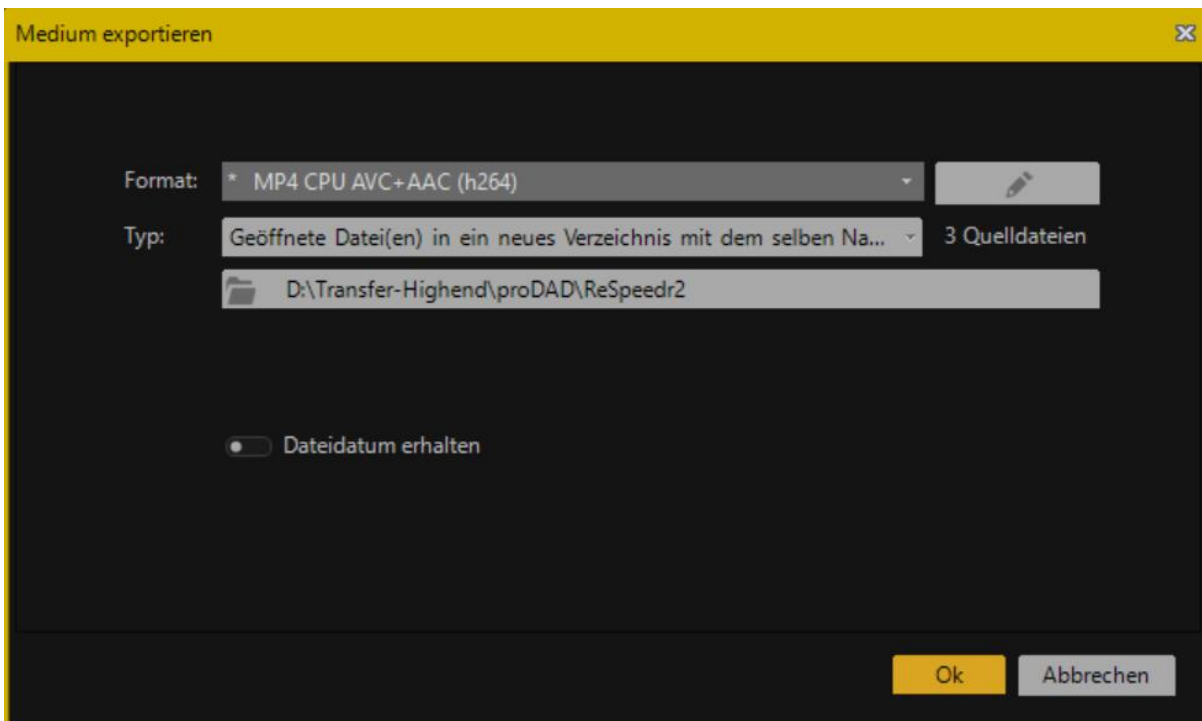 Medium exportieren
Format: * MP4 CPU AVC+AAC (h264)
Typ: Geöffnete Datei(en) in ein neues Verzeichnis mit dem selben Na... 3 Quelldateien
D:\Transfer-Highend\proDAD\ReSpeedr2
Dateidatum erhalten
Ok Abbrechen